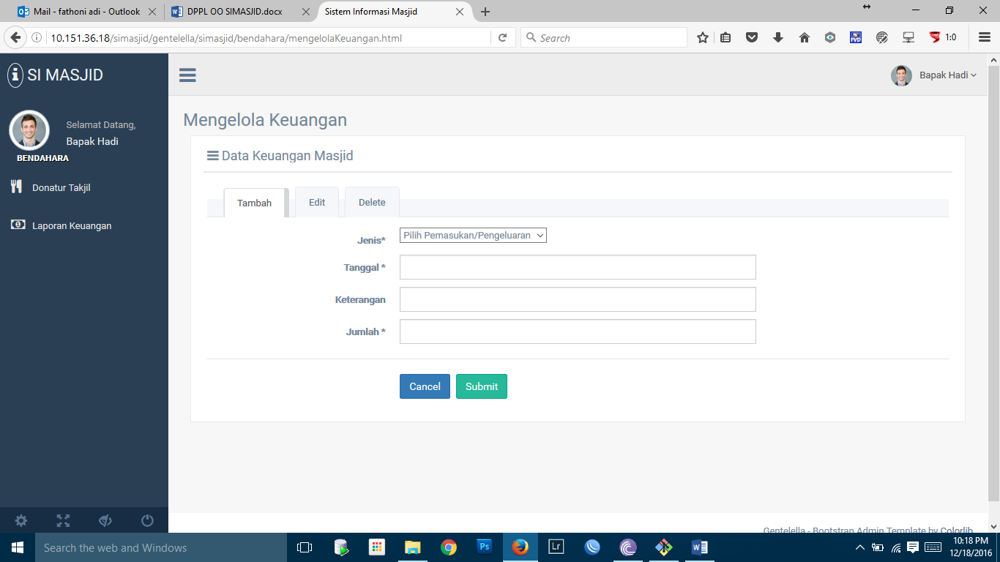 Mail - fathoni adi - Outlook
DPPL OO SIMASJID.docx
Sistem Informasi Masjid
10.151.36.18/simasjid/gentelella/simasjid/bendahara/mengelolaKeuangan.html
Search
FVD
1:0
SI MASJID
Bapak Hadi
Selamat Datang,
Bapak Hadi
BENDAHARA
Donatur Takjil
Laporan Keuangan
Mengelola Keuangan
Data Keuangan Masjid
Tambah
Edit
Delete
Jenis*
Pilih Pemasukan/Pengeluaran
Tanggal *
Keterangan
Jumlah *
Cancel
Submit
Gentelella - Bootstrap Admin Template by Colorlib
Search the web and Windows
Ps
Lr
10:18 PM
12/18/2016